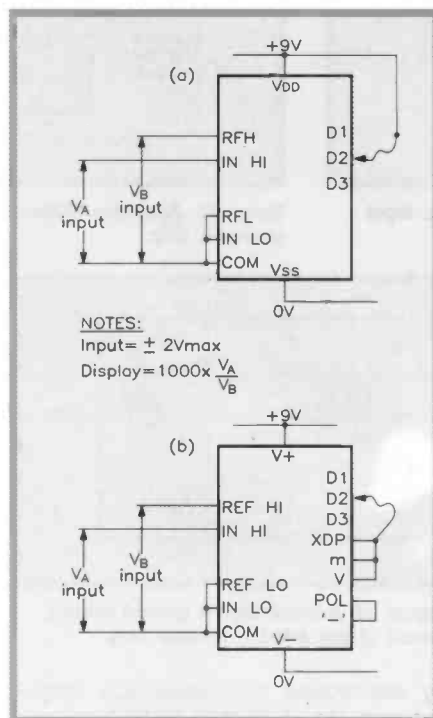 +9V
(a)
VDD
RFH
IN HI
D1
D2
D3
VA
input
VB
input
RFL
IN LO
COM
VSS
0V
NOTES:
Input= ± 2Vmax
Display=1000x VA
VB
+9V
(b)
V+
D1
D2
D3
REF HI
IN HI
XDP
m
V
VA
input
VB
input
REF LO
IN LO
COM
POL
'–'
V–
0V